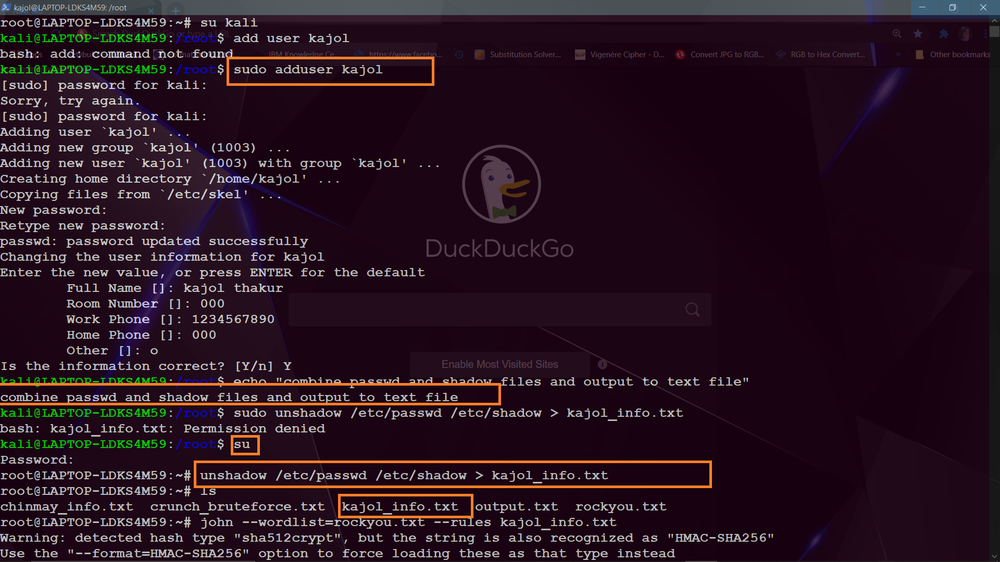 kajol@LAPTOP-LDKS4M59: /root
root@LAPTOP-LDKS4M59:~# su kali
Search DuckDuckGo or type a URL
kali@LAPTOP-LDKS4M59:/root$ add user kajol
bash: add: command not found
IBM Knowledge Ce... https://www.facebo... Substitution Solver... Vigenère Cipher - D... Convert JPG to RGB... RGB to Hex Convert... » Other bookmarks
kali@LAPTOP-LDKS4M59:/root$ sudo adduser kajol
[sudo] password for kali:
Sorry, try again.
[sudo] password for kali:
Adding user `kajol' ...
Adding new group `kajol' (1003) ...
Adding new user `kajol' (1003) with group `kajol' ...
Creating home directory `/home/kajol' ...
Copying files from `/etc/skel' ...
New password:
Retype new password:
passwd: password updated successfully
DuckDuckGo
Changing the user information for kajol
Enter the new value, or press ENTER for the default
Full Name []: kajol thakur
Room Number []: 000
Work Phone []: 1234567890
Home Phone []: 000
Other []: o
Enable Most Visited Sites
Is the information correct? [Y/n] Y
kali@LAPTOP-LDKS4M59:/root$ echo "combine passwd and shadow files and output to text file"
combine passwd and shadow files and output to text file
kali@LAPTOP-LDKS4M59:/root$ sudo unshadow /etc/passwd /etc/shadow > kajol_info.txt
bash: kajol_info.txt: Permission denied
kali@LAPTOP-LDKS4M59:/root$ su
Password:
root@LAPTOP-LDKS4M59:~# unshadow /etc/passwd /etc/shadow > kajol_info.txt
root@LAPTOP-LDKS4M59:~# ls
chinmay_info.txt crunch_bruteforce.txt kajol_info.txt output.txt rockyou.txt
root@LAPTOP-LDKS4M59:~# john --wordlist=rockyou.txt --rules kajol_info.txt
Warning: detected hash type "sha512crypt", but the string is also recognized as "HMAC-SHA256"
Use the "--format=HMAC-SHA256" option to force loading these as that type instead